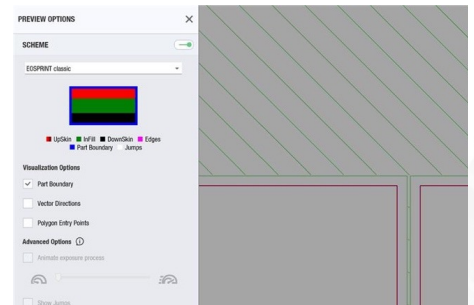 PREVIEW OPTIONS
SCHEME
EOSPRINT classic
UpSkin InFill DownSkin Edges
Part Boundary Jumps
Visualization Options
Part Boundary
Vector Directions
Polygon Entry Points
Advanced Options
Animate exposure process
Show Jumps